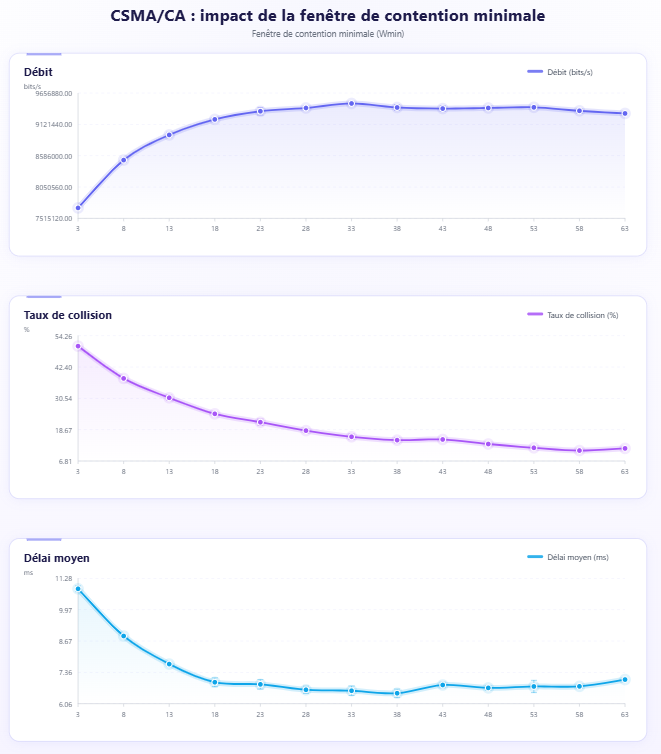 CSMA/CA : impact de la fenêtre de contention minimale
Fenêtre de contention minimale (Wmin)
Débit
Débit (bits/s)
bits/s
9656880.00
9121440.00
8586000.00
8050560.00
7515120.00
3 8 13 18 23 28 33 38 43 48 53 58 63
Taux de collision
Taux de collision (%)
%
54.26
42.40
30.54
18.67
6.81
3 8 13 18 23 28 33 38 43 48 53 58 63
Délai moyen
Délai moyen (ms)
ms
11.28
9.97
8.67
7.36
6.06
3 8 13 18 23 28 33 38 43 48 53 58 63